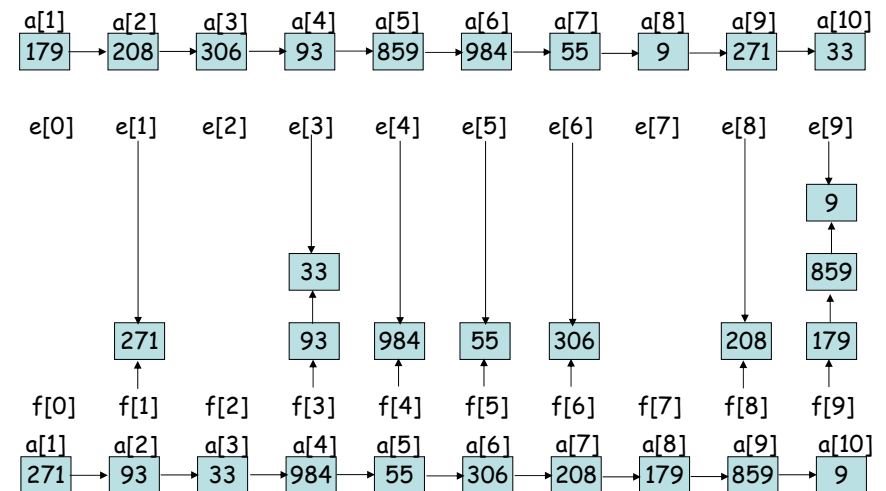 a[1] a[2] a[3] a[4] a[5] a[6] a[7] a[8] a[9] a[10]
179 208 306 93 859 984 55 9 271 33
e[0] e[1] e[2] e[3] e[4] e[5] e[6] e[7] e[8] e[9]
9
33 859
271 93 984 55 306 208 179
f[0] f[1] f[2] f[3] f[4] f[5] f[6] f[7] f[8] f[9]
a[1] a[2] a[3] a[4] a[5] a[6] a[7] a[8] a[9] a[10]
271 93 33 984 55 306 208 179 859 9